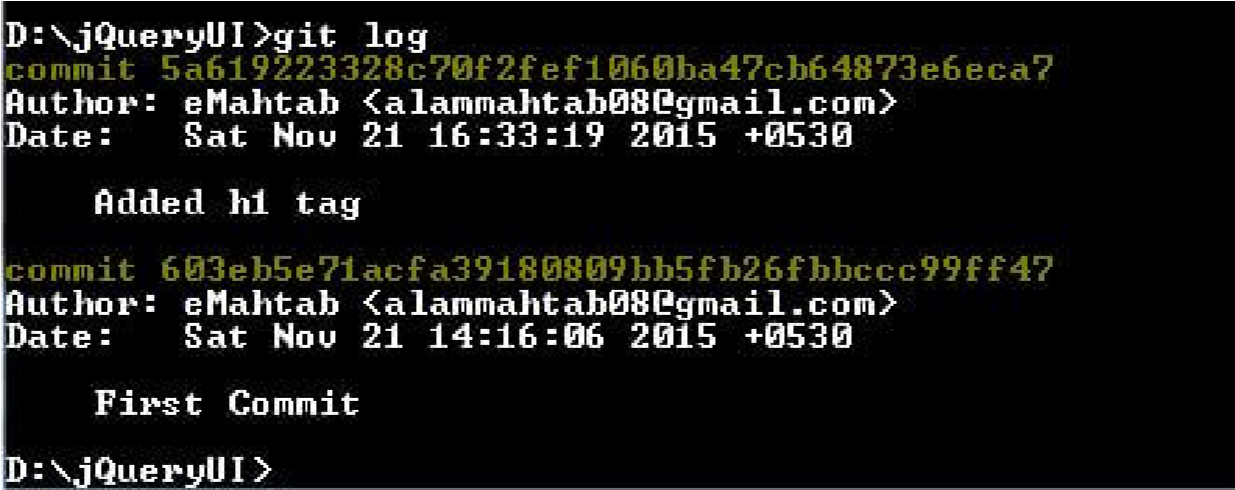 D:\jQueryUI>git log
commit 5a619223328c70f2fef1060ba47cb64873e6eca7
Author: eMahtab <alammahtab08@gmail.com>
Date:   Sat Nov 21 16:33:19 2015 +0530
Added h1 tag
commit 603eb5e71acfa39180809bb5fb26fbbccc99ff47
Author: eMahtab <alammahtab08@gmail.com>
Date:   Sat Nov 21 14:16:06 2015 +0530
First Commit
D:\jQueryUI>